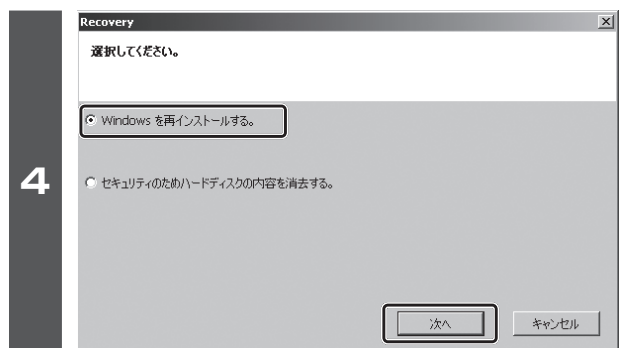 Recovery
選択してください。
Windows を再インストールする。
4
セキュリティのためハードディスクの内容を消去する。
次へ
キャンセル